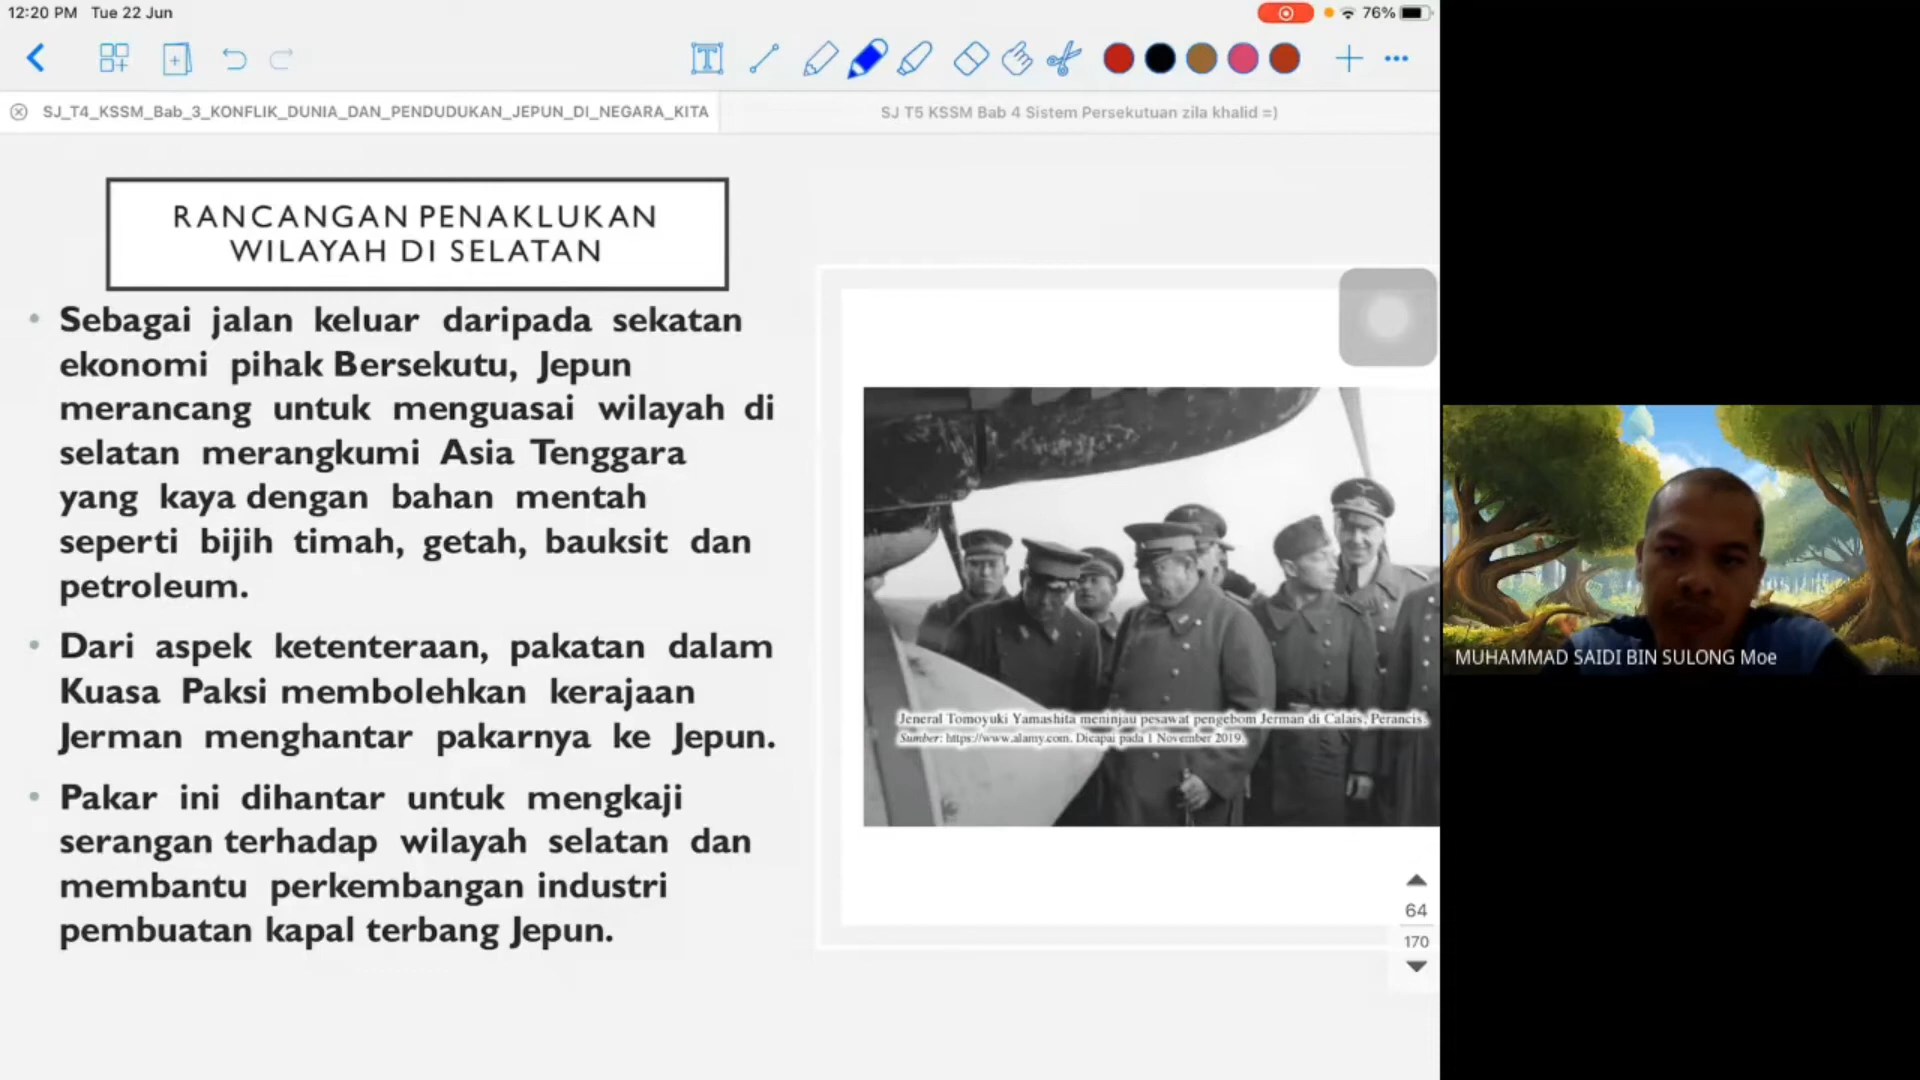 12:20 PM Tue 22 Jun
76%
SJ_T4_KSSM_Bab_3_KONFLIK_DUNIA_DAN_PENDUDUKAN_JEPUN_DI_NEGARA_KITA
SJ T5 KSSM Bab 4 Sistem Persekutuan zila khalid =)
RANCANGAN PENAKLUKAN
WILAYAH DI SELATAN
• Sebagai jalan keluar daripada sekatan
ekonomi pihak Bersekutu, Jepun
merancang untuk menguasai wilayah di
selatan merangkumi Asia Tenggara
yang kaya dengan bahan mentah
seperti bijih timah, getah, bauksit dan
petroleum.
• Dari aspek ketenteraan, pakatan dalam
Kuasa Paksi membolehkan kerajaan
Jerman menghantar pakarnya ke Jepun.
• Pakar ini dihantar untuk mengkaji
serangan terhadap wilayah selatan dan
membantu perkembangan industri
pembuatan kapal terbang Jepun.
Jeneral Tomoyuki Yamashita meninjau pesawat pengebom Jerman di Calais, Perancis.
Sumber: https://www.alamy.com. Dicapai pada 1 November 2019.
64
170
MUHAMMAD SAIDI BIN SULONG Moe